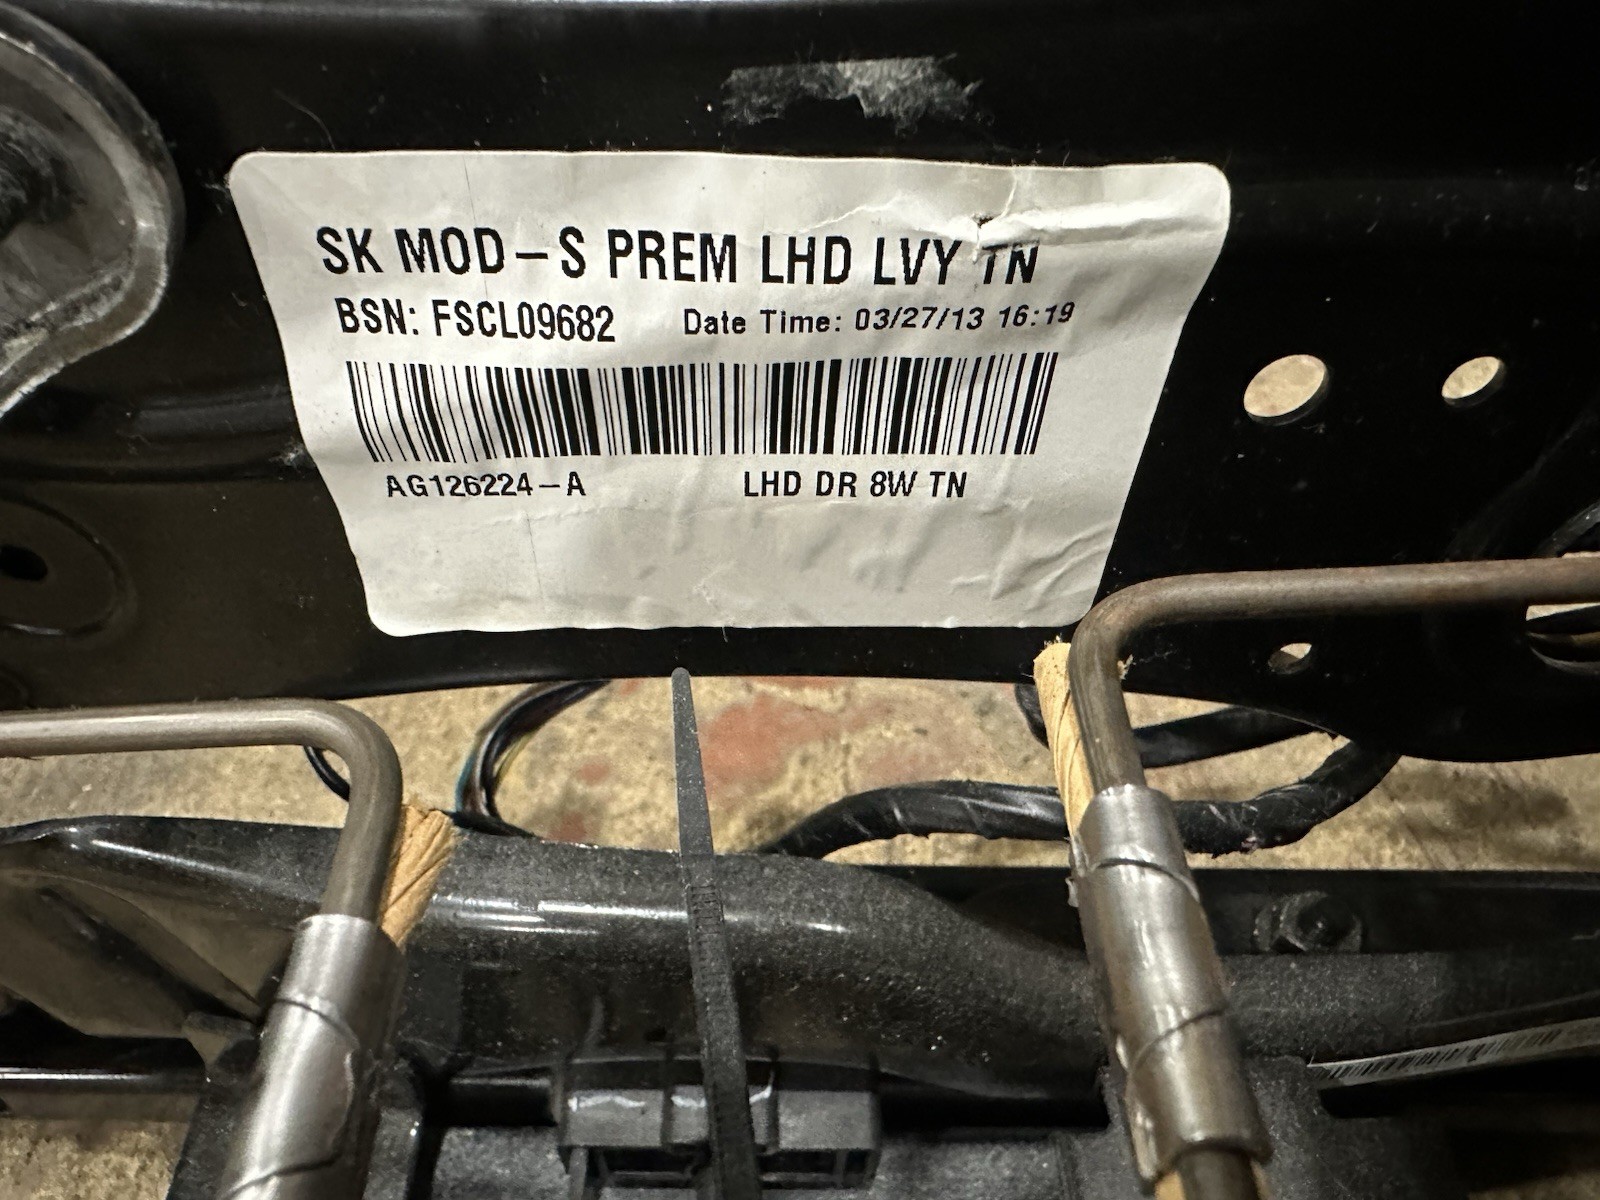 SK MOD-S PREM LHD LVY TN
BSN: FSCL09682 Date Time: 03/27/13 16:19
AG126224-A LHD DR 8W TN